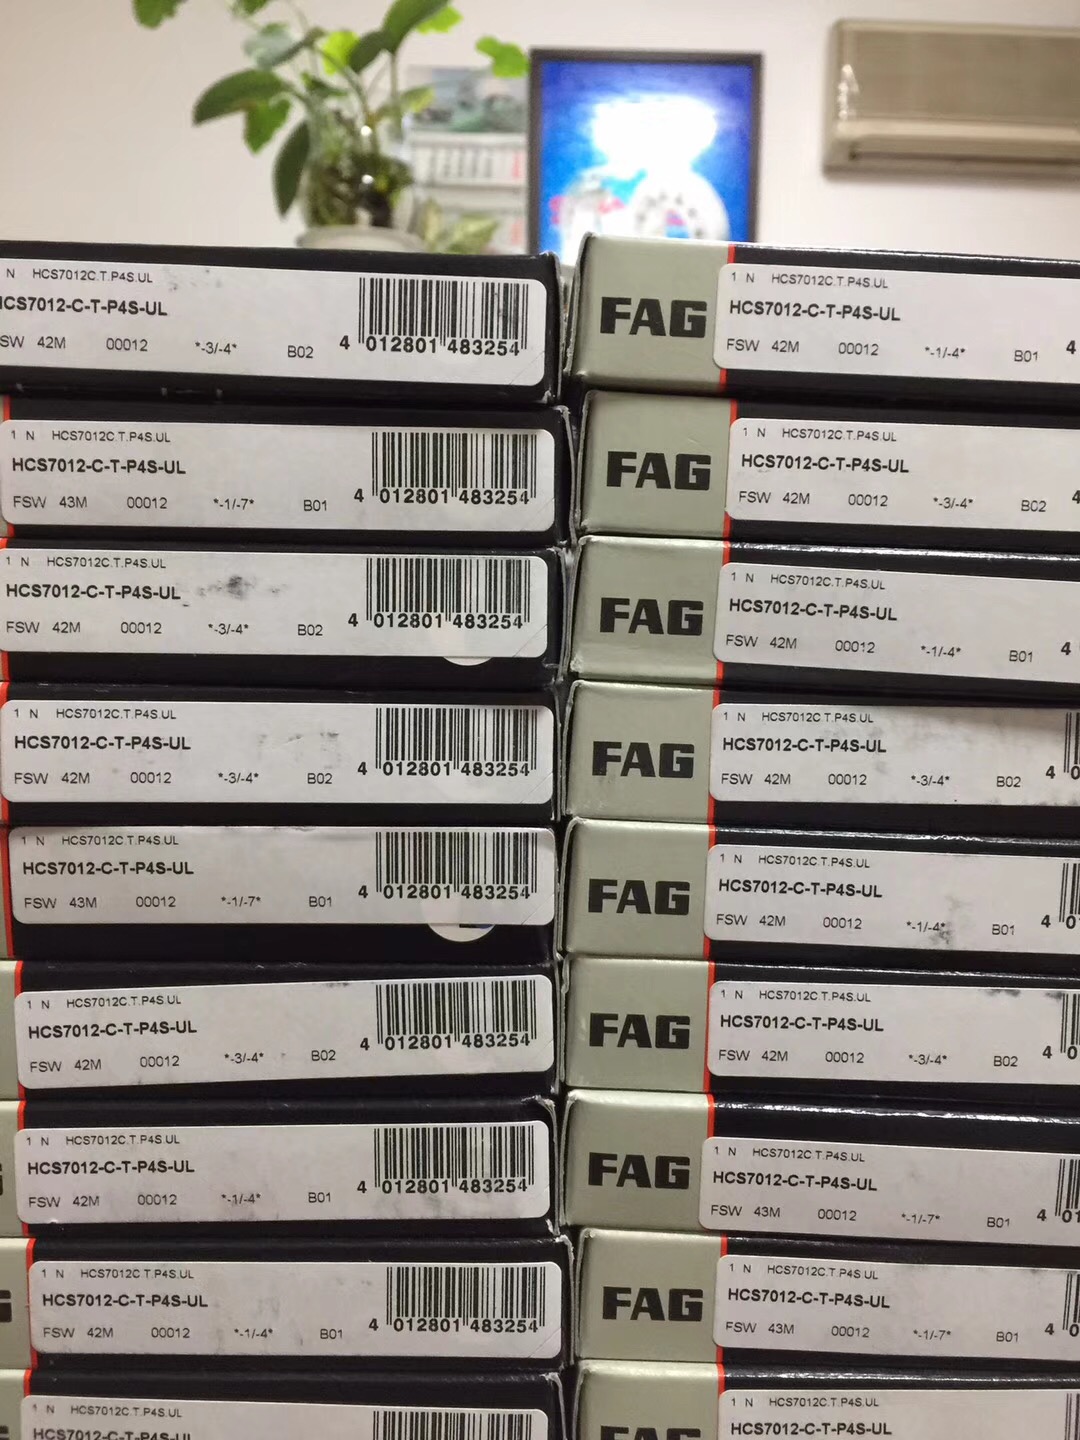 N HCS7012C.T.P4S.UL
HCS7012-C-T-P4S-UL
SW 42M 00012 *-3/-4* B02
4 012801 483254
1 N HCS7012C.T.P4S.UL
HCS7012-C-T-P4S-UL
FSW 43M 00012 *-1/-7* B01
4 012801 483254
1 N HCS7012C.T.P4S.UL
HCS7012-C-T-P4S-UL
FSW 42M 00012 *-3/-4* B02
4 012801 483254
1 N HCS7012C.T.P4S.UL
HCS7012-C-T-P4S-UL
FSW 42M 00012 *-3/-4* B02
4 012801 483254
1 N HCS7012C.T.P4S.UL
HCS7012-C-T-P4S-UL
FSW 43M 00012 *-1/-7* B01
4 012801 483254
1 N HCS7012C.T.P4S.UL
HCS7012-C-T-P4S-UL
FSW 42M 00012 *-3/-4* B02
4 012801 483254
1 N HCS7012C.T.P4S.UL
HCS7012-C-T-P4S-UL
FSW 42M 00012 *-1/-4* B01
4 012801 483254
G
1 N HCS7012C.T.P4S.UL
HCS7012-C-T-P4S-UL
FSW 42M 00012 *-1/-4* B01
4 012801 483254
1 N HCS7012C.T.P4S.UL
HCS7012-C-T-P4S-UL
FAG
1 N HCS7012C.T.P4S.UL
HCS7012-C-T-P4S-UL
FSW 42M 00012 *-1/-4* B01
4
FAG
1 N HCS7012C.T.P4S.UL
HCS7012-C-T-P4S-UL
FSW 42M 00012 *-3/-4* B02
4
FAG
1 N HCS7012C.T.P4S.UL
HCS7012-C-T-P4S-UL
FSW 42M 00012 *-1/-4* B01
4
FAG
1 N HCS7012C.T.P4S.UL
HCS7012-C-T-P4S-UL
FSW 42M 00012 *-3/-4* B02
4 0
FAG
1 N HCS7012C.T.P4S.UL
HCS7012-C-T-P4S-UL
FSW 42M 00012 *-1/-4* B01
4 0
FAG
1 N HCS7012C.T.P4S.UL
HCS7012-C-T-P4S-UL
FSW 42M 00012 *-3/-4* B02
4 0
FAG
1 N HCS7012C.T.P4S.UL
HCS7012-C-T-P4S-UL
FSW 43M 00012 *-1/-7* B01
4 01
FAG
1 N HCS7012C.T.P4S.UL
HCS7012-C-T-P4S-UL
FSW 43M 00012 *-1/-7* B01
4 0
FAG
1 N HCS7012C.T.P4S.UL
HCS7012-C-T-P4S-UL